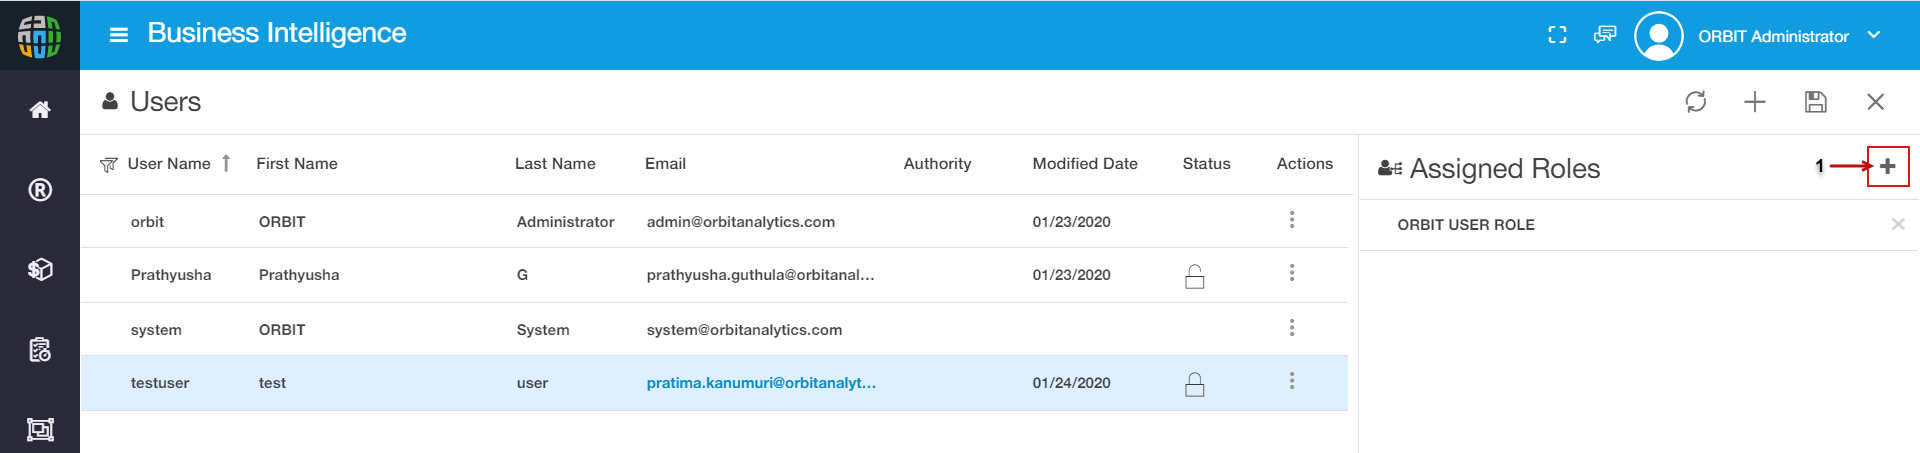 Business Intelligence
ORBIT Administrator
Users
User Name First Name Last Name Email Authority Modified Date Status Actions
orbit ORBIT Administrator admin@orbitanalytics.com 01/23/2020
Prathyusha Prathyusha G prathyusha.guthula@orbitanal... 01/23/2020
system ORBIT System system@orbitanalytics.com
testuser test user pratima.kanumuri@orbitanalyt... 01/24/2020
Assigned Roles
1
ORBIT USER ROLE